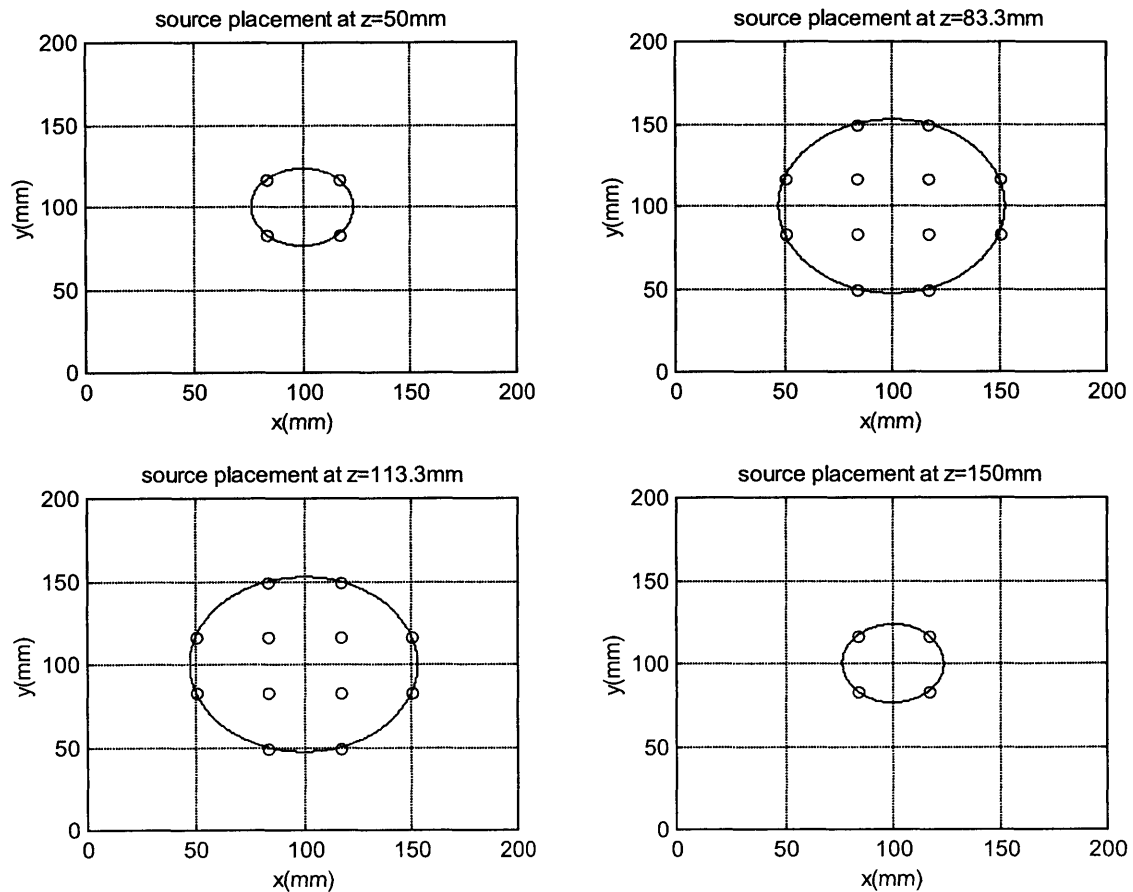 source placement at z=50mm
200
150
100
50
0
y(mm)
0 50 100 150 200
x(mm)
source placement at z=83.3mm
200
150
100
50
0
y(mm)
0 50 100 150 200
x(mm)
source placement at z=113.3mm
200
150
100
50
0
y(mm)
0 50 100 150 200
x(mm)
source placement at z=150mm
200
150
100
50
0
y(mm)
0 50 100 150 200
x(mm)